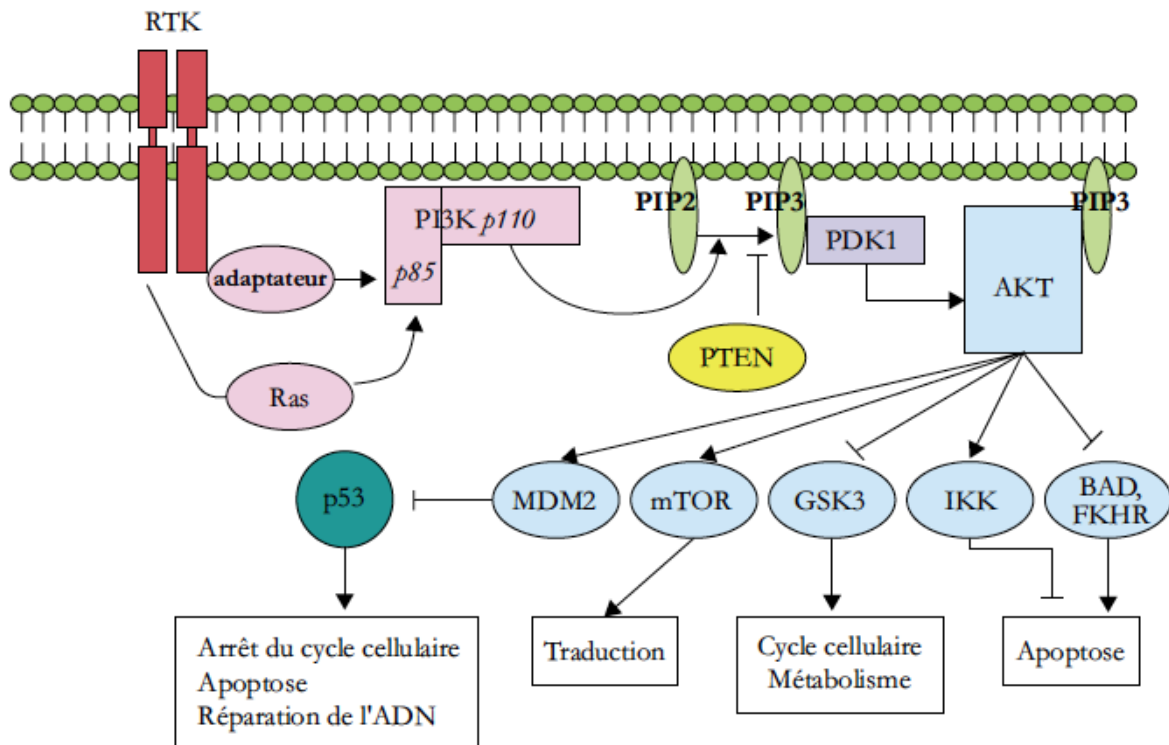 RTK
PIP2
PIP3
PIP3
PI3K p110
p85
PDK1
adaptateur
AKT
PTEN
Ras
p53
MDM2
mTOR
GSK3
IKK
BAD,
FKHR
Arrêt du cycle cellulaire
Apoptose
Réparation de l'ADN
Traduction
Cycle cellulaire
Métabolisme
Apoptose